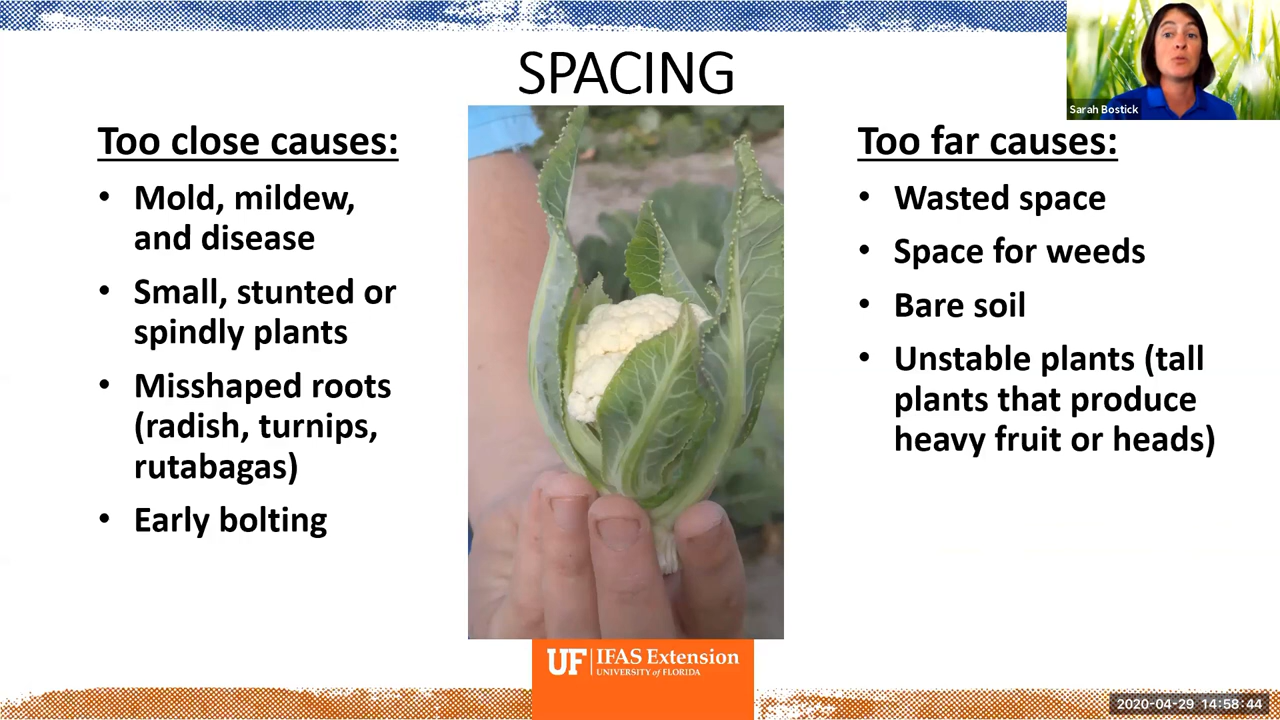 SPACING
Sarah Bostick
Too close causes:
• Mold, mildew,
and disease
• Small, stunted or
spindly plants
• Misshaped roots
(radish, turnips,
rutabagas)
• Early bolting
Too far causes:
• Wasted space
• Space for weeds
• Bare soil
• Unstable plants (tall
plants that produce
heavy fruit or heads)
UF IFAS Extension
UNIVERSITY of FLORIDA
2020-04-29 14:58:44